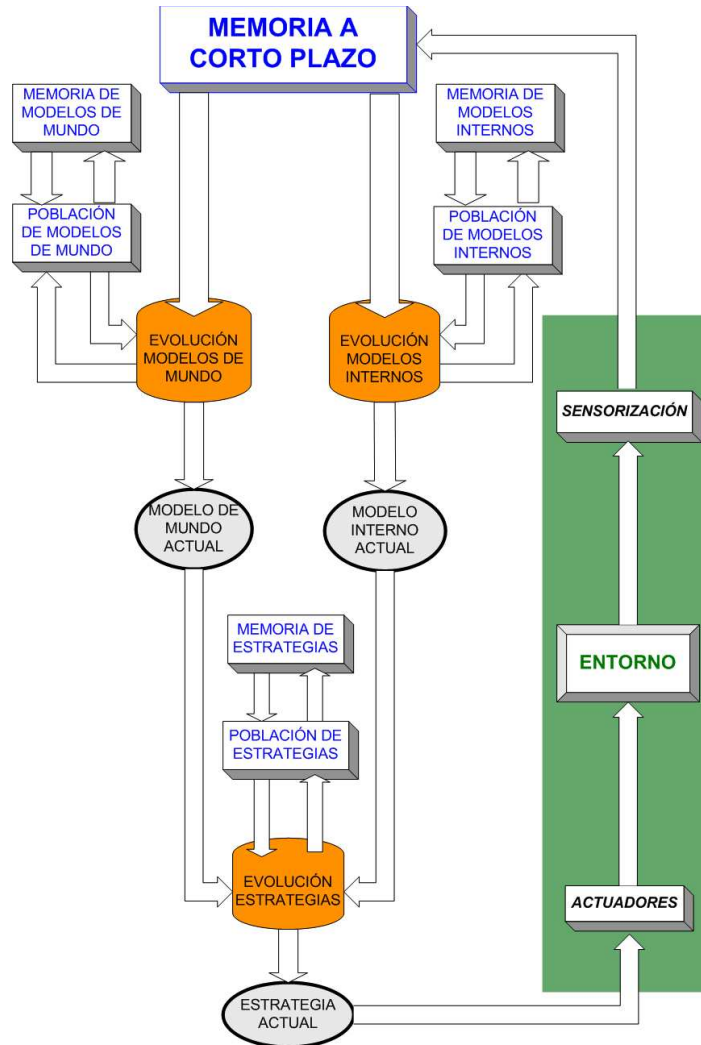 MEMORIA A
CORTO PLAZO
MEMORIA DE
MODELOS DE
MUNDO
MEMORIA DE
MODELOS
INTERNOS
POBLACIÓN
DE MODELOS
DE MUNDO
POBLACIÓN
DE MODELOS
INTERNOS
EVOLUCIÓN
MODELOS DE
MUNDO
EVOLUCIÓN
MODELOS
INTERNOS
SENSORIZACIÓN
MODELO DE
MUNDO
ACTUAL
MODELO
INTERNO
ACTUAL
MEMORIA DE
ESTRATEGIAS
ENTORNO
POBLACIÓN DE
ESTRATEGIAS
EVOLUCIÓN
ESTRATEGIAS
ACTUADORES
ESTRATEGIA
ACTUAL